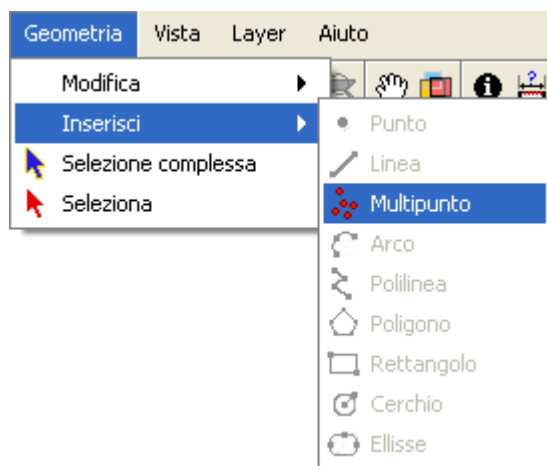 Geometria Vista Layer Aiuto
Modifica
Inserisci
Selezione complessa
Seleziona
Punto
Linea
Multipunto
Arco
Polilinea
Poligono
Rettangolo
Cerchio
Ellisse